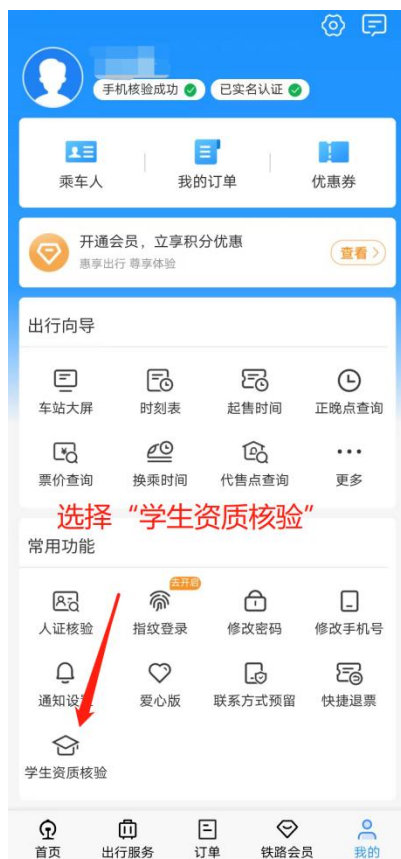 手机核验成功 已实名认证
乘车人 我的订单 优惠券
开通会员，立享积分优惠
惠享出行 尊享体验
查看
出行向导
车站大屏 时刻表 起售时间 正晚点查询
票价查询 换乘时间 代售点查询 更多
选择“学生资质核验”
常用功能
去开启
人证核验 指纹登录 修改密码 修改手机号
通知设置 爱心版 联系方式预留 快捷退票
学生资质核验
首页 出行服务 订单 铁路会员 我的